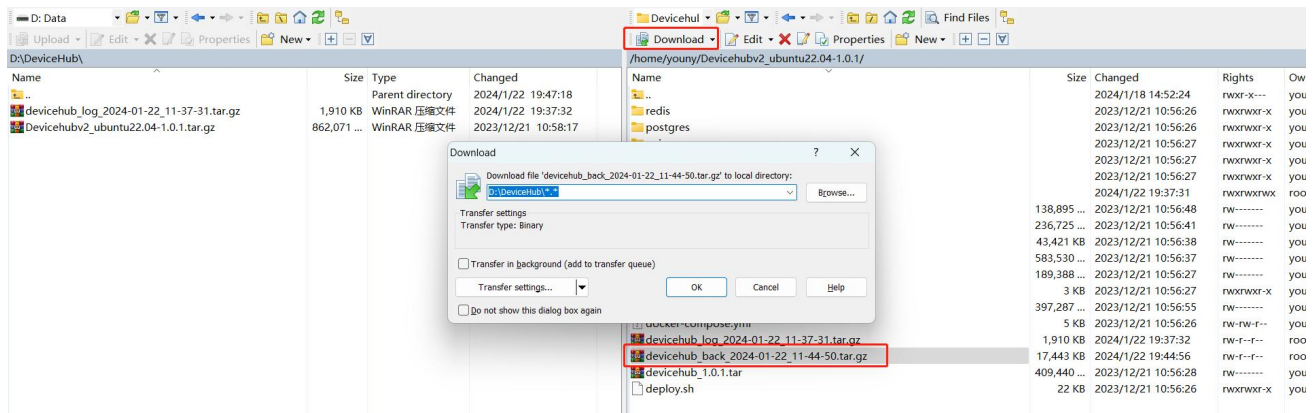 D: Data
Upload Edit Properties New
D:\DeviceHub\
Name Size Type Changed
.. Parent directory 2024/1/22 19:47:18
devicehub_log_2024-01-22_11-37-31.tar.gz 1,910 KB WinRAR 压缩文件 2024/1/22 19:37:32
Devicehubv2_ubuntu22.04-1.0.1.tar.gz 862,071 ... WinRAR 压缩文件 2023/12/21 10:58:17
Devicehul Find Files
Download Edit Properties New
/home/youny/Devicehubv2_ubuntu22.04-1.0.1/
Name Size Changed Rights Ow
.. 2024/1/18 14:52:24 rwxr-x--- you
redis 2023/12/21 10:56:26 rwxrwxr-x you
postgres 2023/12/21 10:56:26 rwxrwxr-x you
2023/12/21 10:56:27 rwxrwxr-x you
2023/12/21 10:56:27 rwxrwxr-x you
2023/12/21 10:56:27 rwxrwxr-x you
2024/1/22 19:37:31 rwxrwxrwx roo
138,895 ... 2023/12/21 10:56:48 rw------- you
236,725 ... 2023/12/21 10:56:41 rw------- you
43,421 KB 2023/12/21 10:56:38 rw------- you
583,530 ... 2023/12/21 10:56:37 rw------- you
189,388 ... 2023/12/21 10:56:27 rw------- you
3 KB 2023/12/21 10:56:27 rwxrwxr-x you
397,287 ... 2023/12/21 10:56:55 rw------- you
docker-compose.yml 5 KB 2023/12/21 10:56:26 rw-rw-r-- you
devicehub_log_2024-01-22_11-37-31.tar.gz 1,910 KB 2024/1/22 19:37:32 rw-r--r-- roo
devicehub_back_2024-01-22_11-44-50.tar.gz 17,443 KB 2024/1/22 19:44:56 rw-r--r-- roo
devicehub_1.0.1.tar 409,440 ... 2023/12/21 10:56:28 rw------- you
deploy.sh 22 KB 2023/12/21 10:56:26 rwxrwxr-x you
Download ? X
Download file 'devicehub_back_2024-01-22_11-44-50.tar.gz' to local directory:
D:\DeviceHub\*.*
Browse...
Transfer settings
Transfer type: Binary
Transfer in background (add to transfer queue)
Transfer settings... OK Cancel Help
Do not show this dialog box again